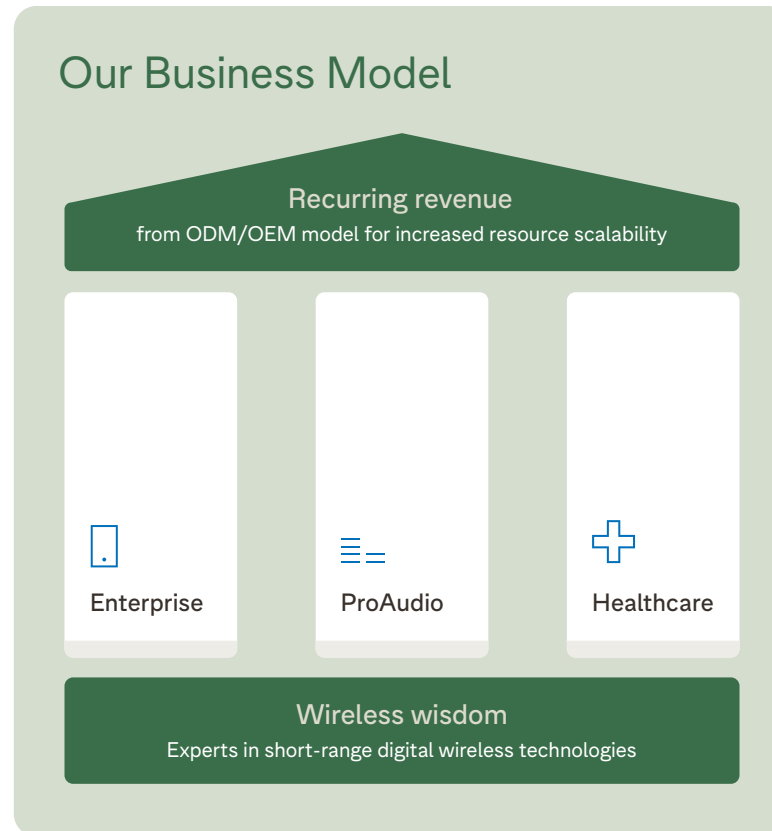 Our Business Model
Recurring revenue
from ODM/OEM model for increased resource scalability
Enterprise
ProAudio
Healthcare
Wireless wisdom
Experts in short-range digital wireless technologies